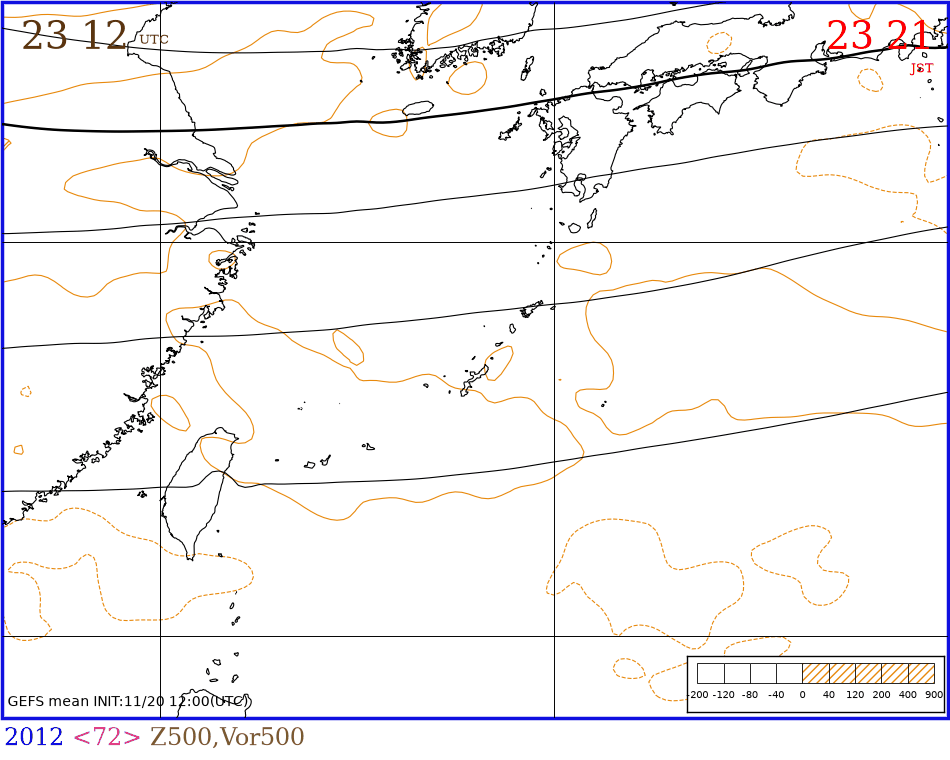 23 12 UTC
23 21
JST
GEFS mean INIT:11/20 12:00(UTC)
-200 -120 -80 -40 0 40 120 200 400 900
2012 <72> Z500,Vor500